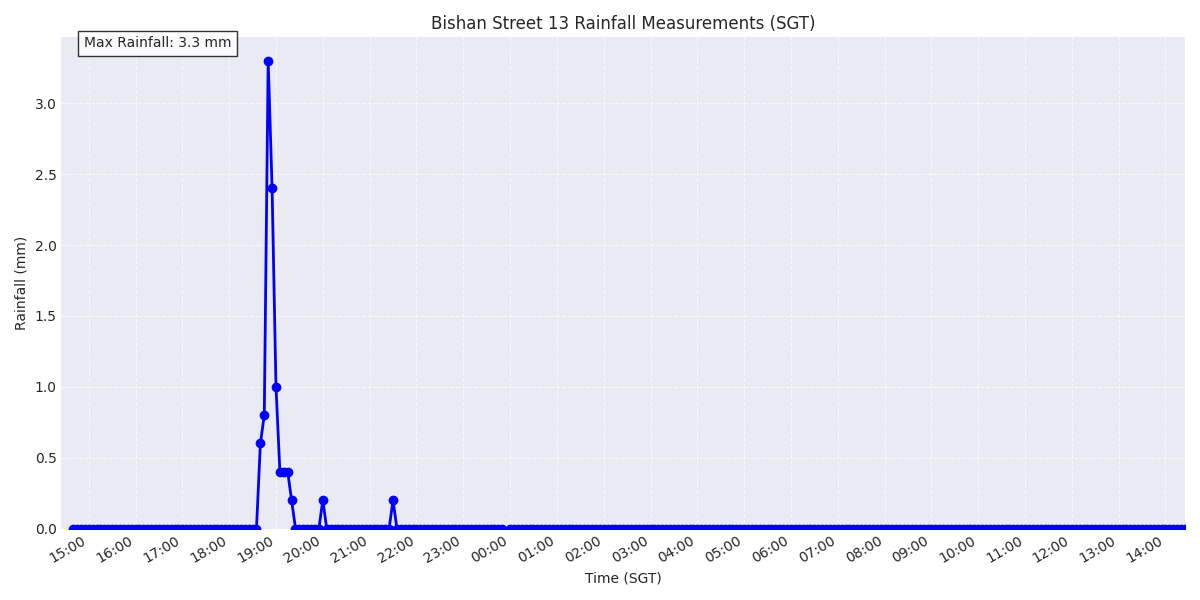 Bishan Street 13 Rainfall Measurements (SGT)
Max Rainfall: 3.3 mm
Rainfall (mm)
3.0
2.5
2.0
1.5
1.0
0.5
0.0
15:00 16:00 17:00 18:00 19:00 20:00 21:00 22:00 23:00 00:00 01:00 02:00 03:00 04:00 05:00 06:00 07:00 08:00 09:00 10:00 11:00 12:00 13:00 14:00
Time (SGT)